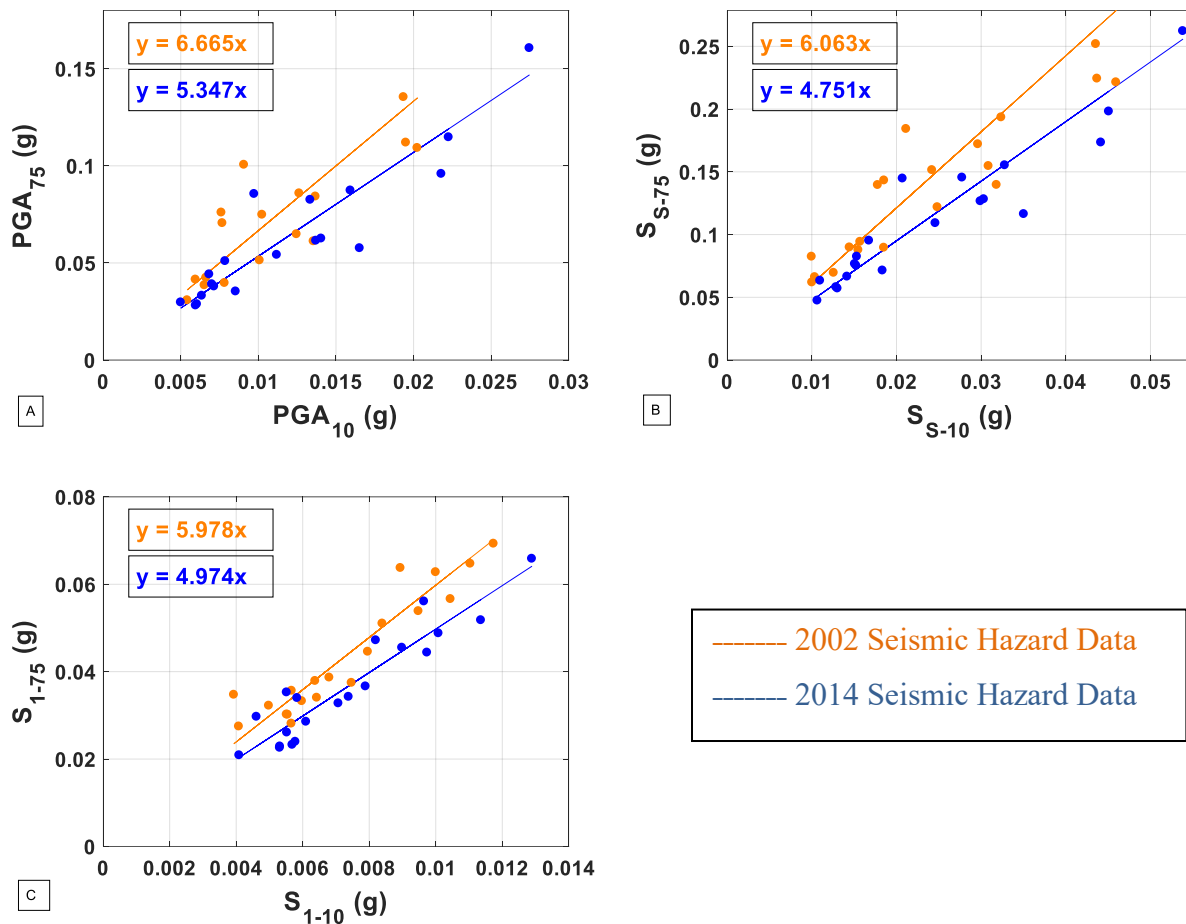 y = 6.665x
y = 5.347x
0.15
0.1
0.05
0
0 0.005 0.01 0.015 0.02 0.025 0.03
PGA75 (g)
PGA10 (g)
A
y = 6.063x
y = 4.751x
0.25
0.2
0.15
0.1
0.05
0
0 0.01 0.02 0.03 0.04 0.05
SS-75 (g)
SS-10 (g)
B
y = 5.978x
y = 4.974x
0.08
0.06
0.04
0.02
0
0 0.002 0.004 0.006 0.008 0.01 0.012 0.014
S1-75 (g)
S1-10 (g)
C
2002 Seismic Hazard Data
2014 Seismic Hazard Data